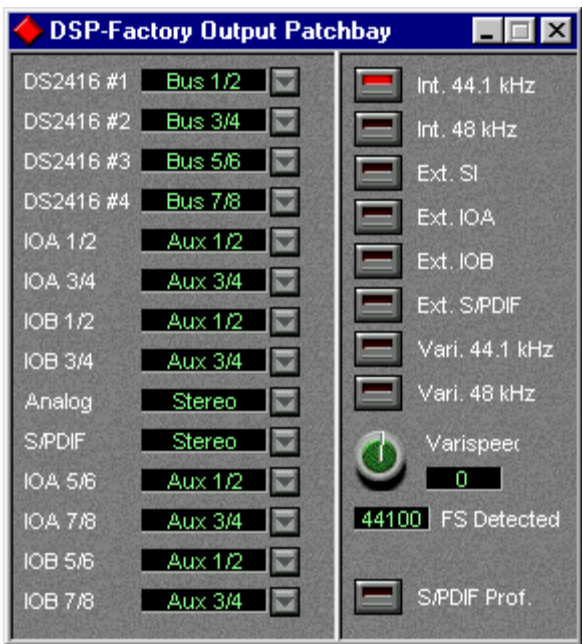 DSP-Factory Output Patchbay
DS2416 #1 Bus 1/2
DS2416 #2 Bus 3/4
DS2416 #3 Bus 5/6
DS2416 #4 Bus 7/8
IOA 1/2 Aux 1/2
IOA 3/4 Aux 3/4
IOB 1/2 Aux 1/2
IOB 3/4 Aux 3/4
Analog Stereo
S/PDIF Stereo
IOA 5/6 Aux 1/2
IOA 7/8 Aux 3/4
IOB 5/6 Aux 1/2
IOB 7/8 Aux 3/4
Int. 44.1 kHz
Int. 48 kHz
Ext. SI
Ext. IOA
Ext. IOB
Ext. S/PDIF
Vari. 44.1 kHz
Vari. 48 kHz
Varispeec
0
44100 FS Detected
S/PDIF Prof.